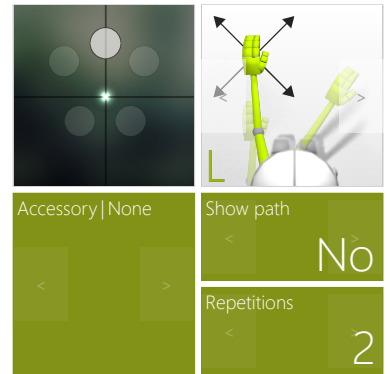 <
>
L
Accessory|None
<
>
Show path
<
>
No
Repetitions
<
>
2